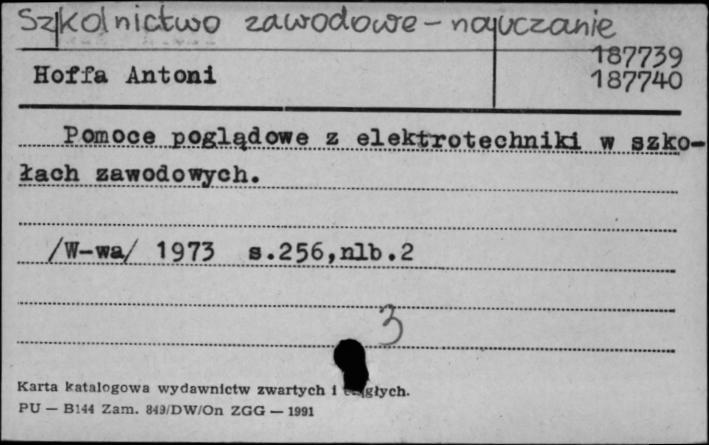 Szkolnictwo zawodowe - nauczanie
187739
Hoffa Antoni
187740
Pomoce poglądowe z elektrotechniki w szko-
łach zawodowych.
/W-wa/ 1973 s.256,nlb.2
3
Karta katalogowa wydawnictw zwartych i
PU — B144 Zam. 849/DW/On ZGG — 1991